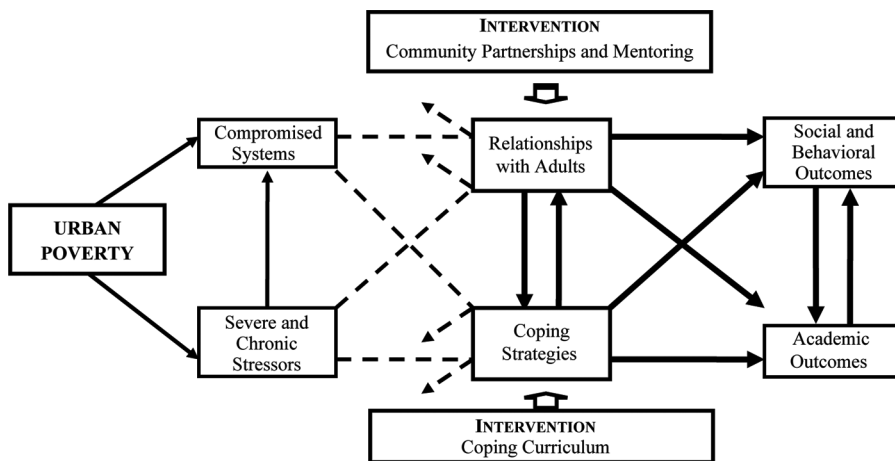 INTERVENTION
Community Partnerships and Mentoring
Compromised
Systems
Relationships
with Adults
Social and
Behavioral
Outcomes
URBAN
POVERTY
Severe and
Chronic
Stressors
Coping
Strategies
Academic
Outcomes
INTERVENTION
Coping Curriculum